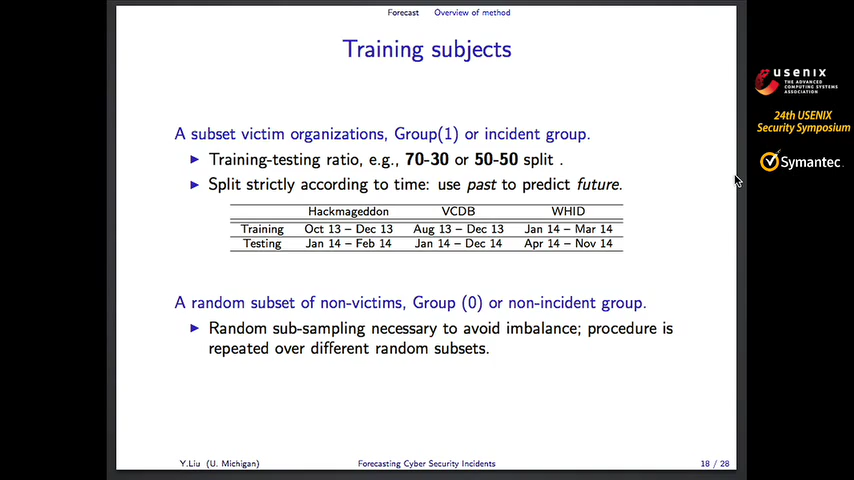 Forecast Overview of method
Training subjects
A subset victim organizations, Group(1) or incident group.
Training-testing ratio, e.g., 70-30 or 50-50 split .
Split strictly according to time: use past to predict future.
Hackmageddon VCDB WHID
Training Oct 13 – Dec 13 Aug 13 – Dec 13 Jan 14 – Mar 14
Testing Jan 14 – Feb 14 Jan 14 – Dec 14 Apr 14 – Nov 14
A random subset of non-victims, Group (0) or non-incident group.
Random sub-sampling necessary to avoid imbalance; procedure is
repeated over different random subsets.
Y.Liu (U. Michigan) Forecasting Cyber Security Incidents 18 / 28
usenix
THE ADVANCED
COMPUTING SYSTEMS
ASSOCIATION
24th USENIX
Security Symposium
Symantec.